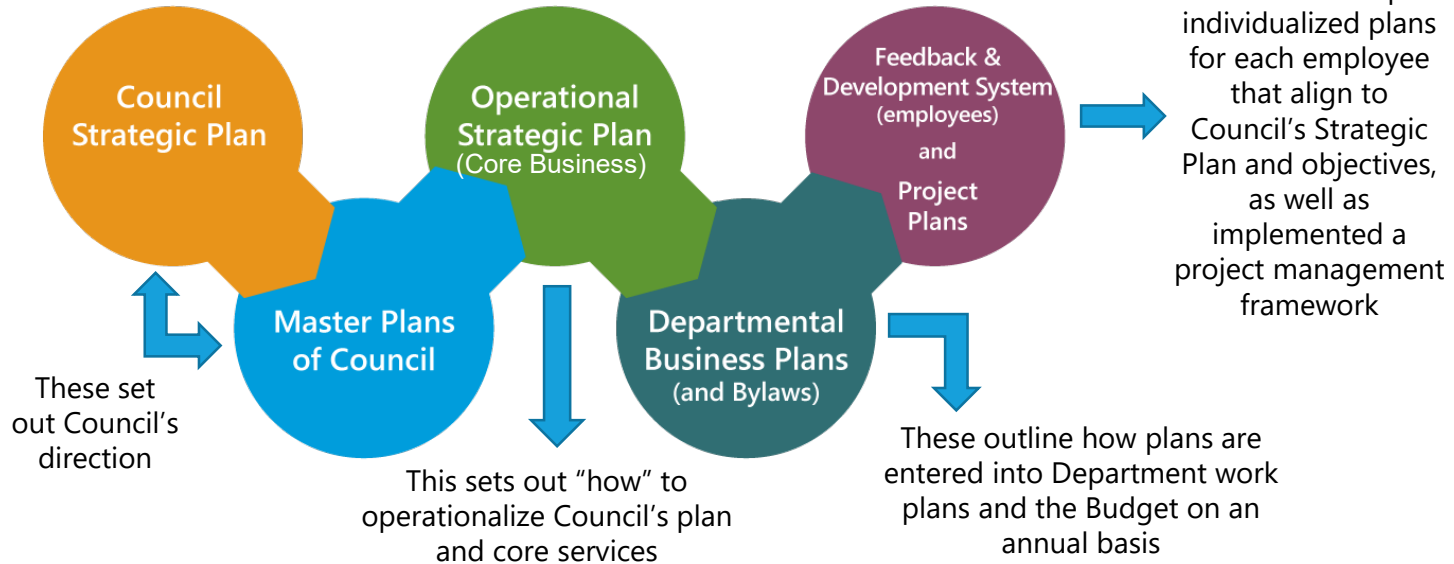 Council
Strategic Plan
Operational
Strategic Plan
(Core Business)
Feedback &
Development System
(employees)
and
Project
Plans
individualized plans
for each employee
that align to
Council's Strategic
Plan and objectives,
as well as
implemented a
project management
framework
Master Plans
of Council
Departmental
Business Plans
(and Bylaws)
These set
out Council's
direction
This sets out “how” to
operationalize Council's plan
and core services
These outline how plans are
entered into Department work
plans and the Budget on an
annual basis